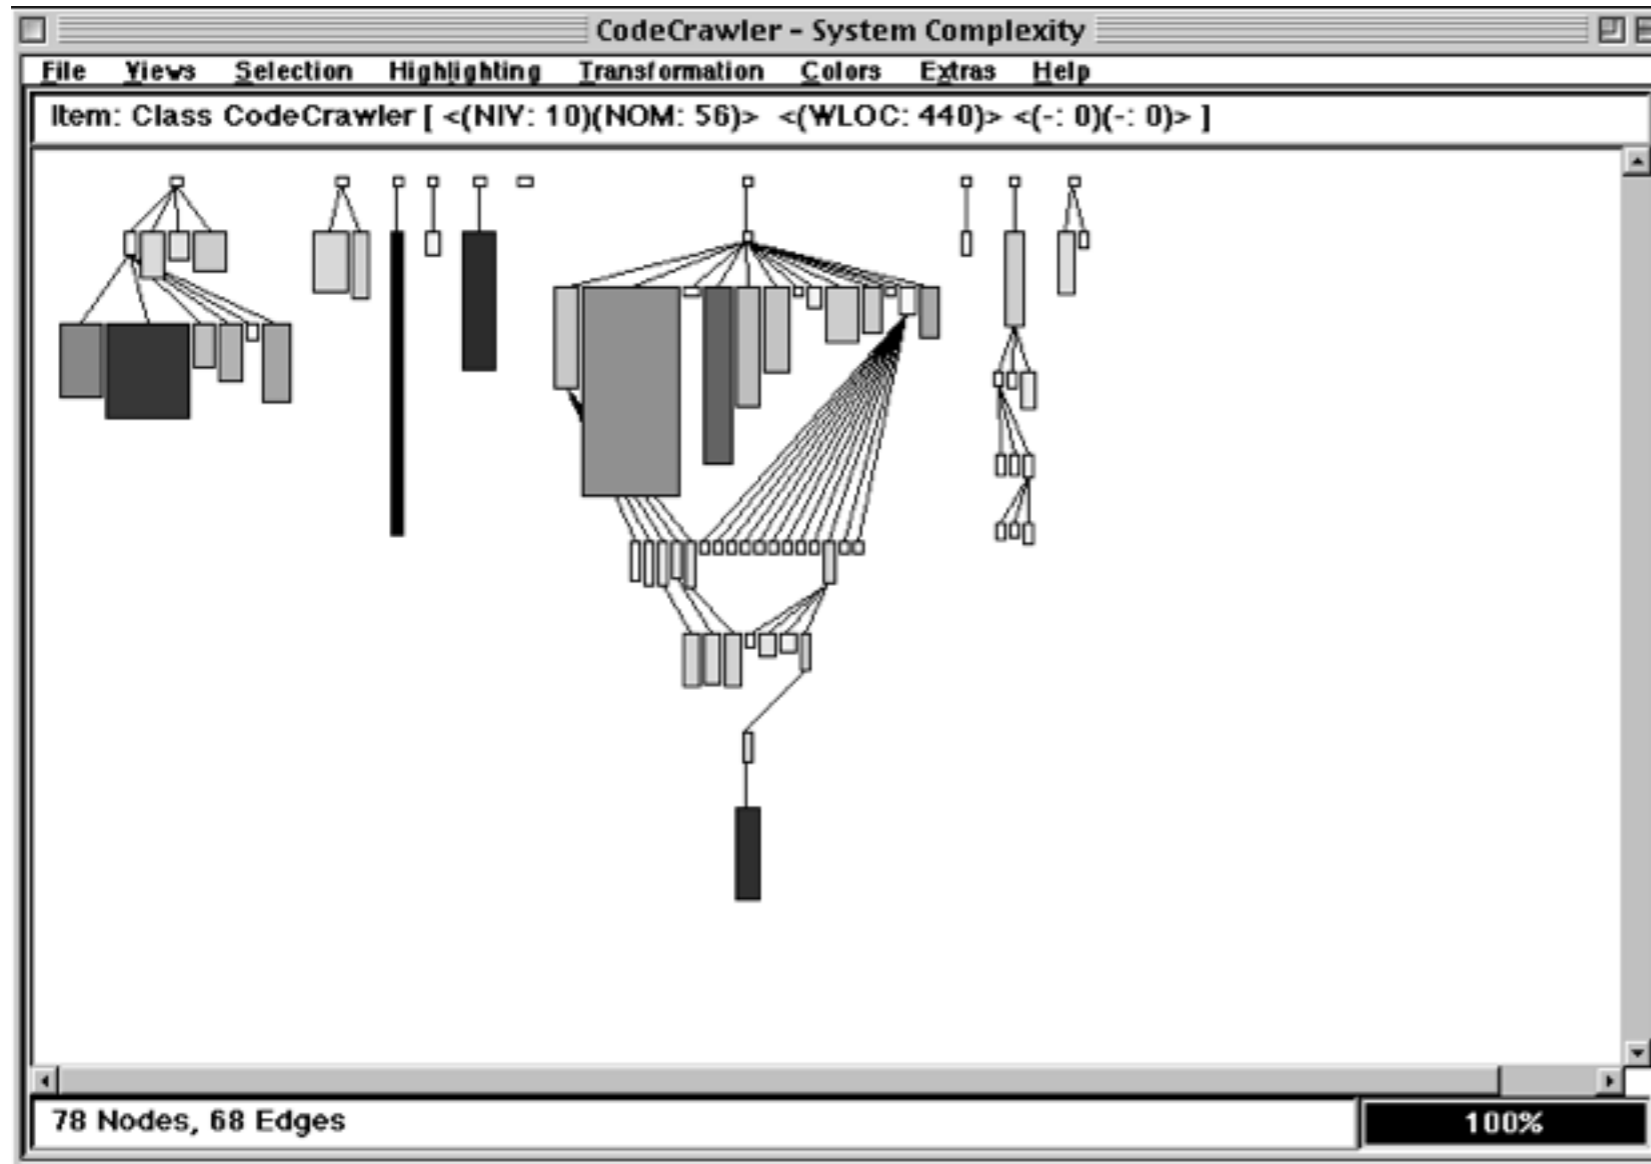 CodeCrawler - System Complexity
File Views Selection Highlighting Transformation Colors Extras Help
Item: Class CodeCrawler [ <(NIV: 10)(NOM: 56)> <(WLOC: 440)> <(-: 0)(-: 0)> ]
78 Nodes, 68 Edges
100%